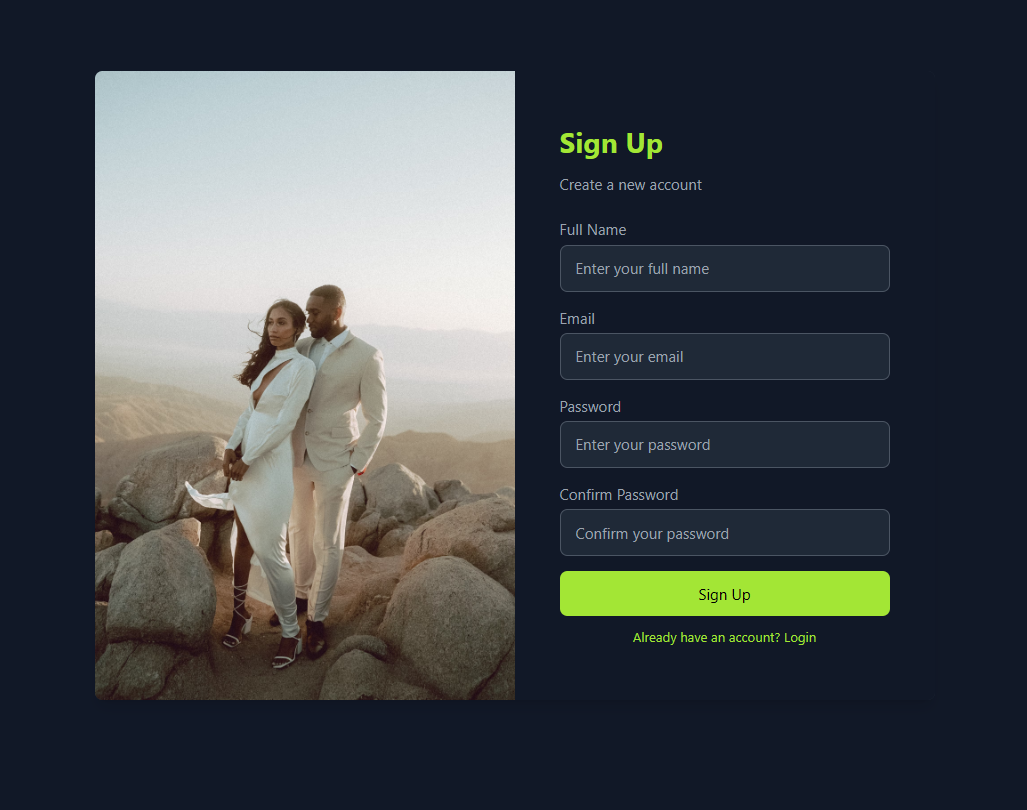 Sign Up
Create a new account
Full Name
Enter your full name
Email
Enter your email
Password
Enter your password
Confirm Password
Confirm your password
Sign Up
Already have an account? Login